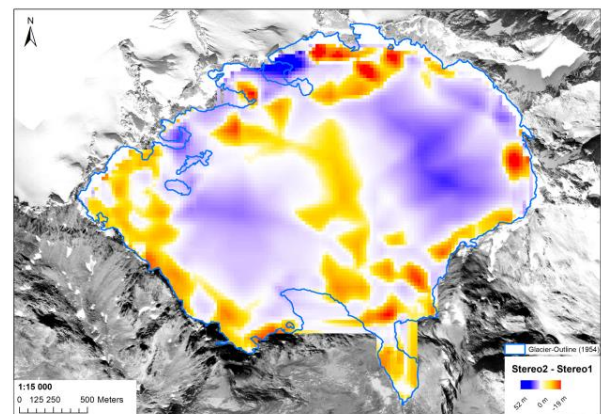 N
Glacier-Outline (1954)
Stereo2 - Stereo1
52 m
0 m
-19 m
1:15 000
0 125 250 500 Meters